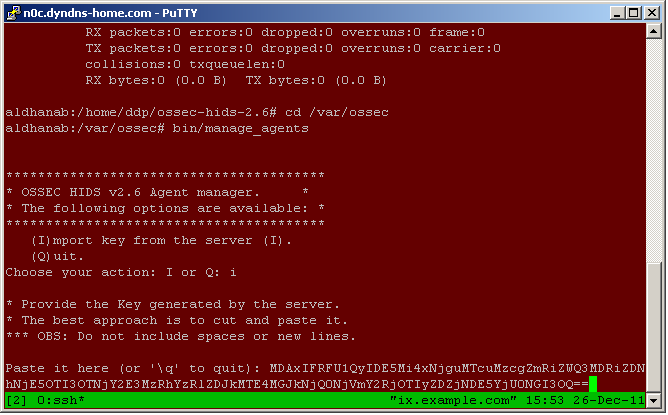 n0c.dyndns-home.com - PuTTY
RX packets:0 errors:0 dropped:0 overruns:0 frame:0
TX packets:0 errors:0 dropped:0 overruns:0 carrier:0
collisions:0 txqueuelen:0
RX bytes:0 (0.0 B)  TX bytes:0 (0.0 B)
aldhanab:/home/ddp/ossec-hids-2.6# cd /var/ossec
aldhanab:/var/ossec# bin/manage_agents
****************************************
* OSSEC HIDS v2.6 Agent manager.     *
* The following options are available: *
****************************************
(I)mport key from the server (I).
(Q)uit.
Choose your action: I or Q: i
* Provide the Key generated by the server.
* The best approach is to cut and paste it.
*** OBS: Do not include spaces or new lines.
Paste it here (or '\q' to quit): MDAxIFRFU1QyIDE5Mi4xNjguMTcuMzcgZmRiZWQ3MDRiZDN
hNjE5OTI3OTNjY2E3MzRhYzRlZDJkMTE4MGJkNjQ0NjVmY2RjOTIyZDZjNDE5YjU0NGI3OQ==
[2] 0:ssh* "ix.example.com" 15:53 26-Dec-11